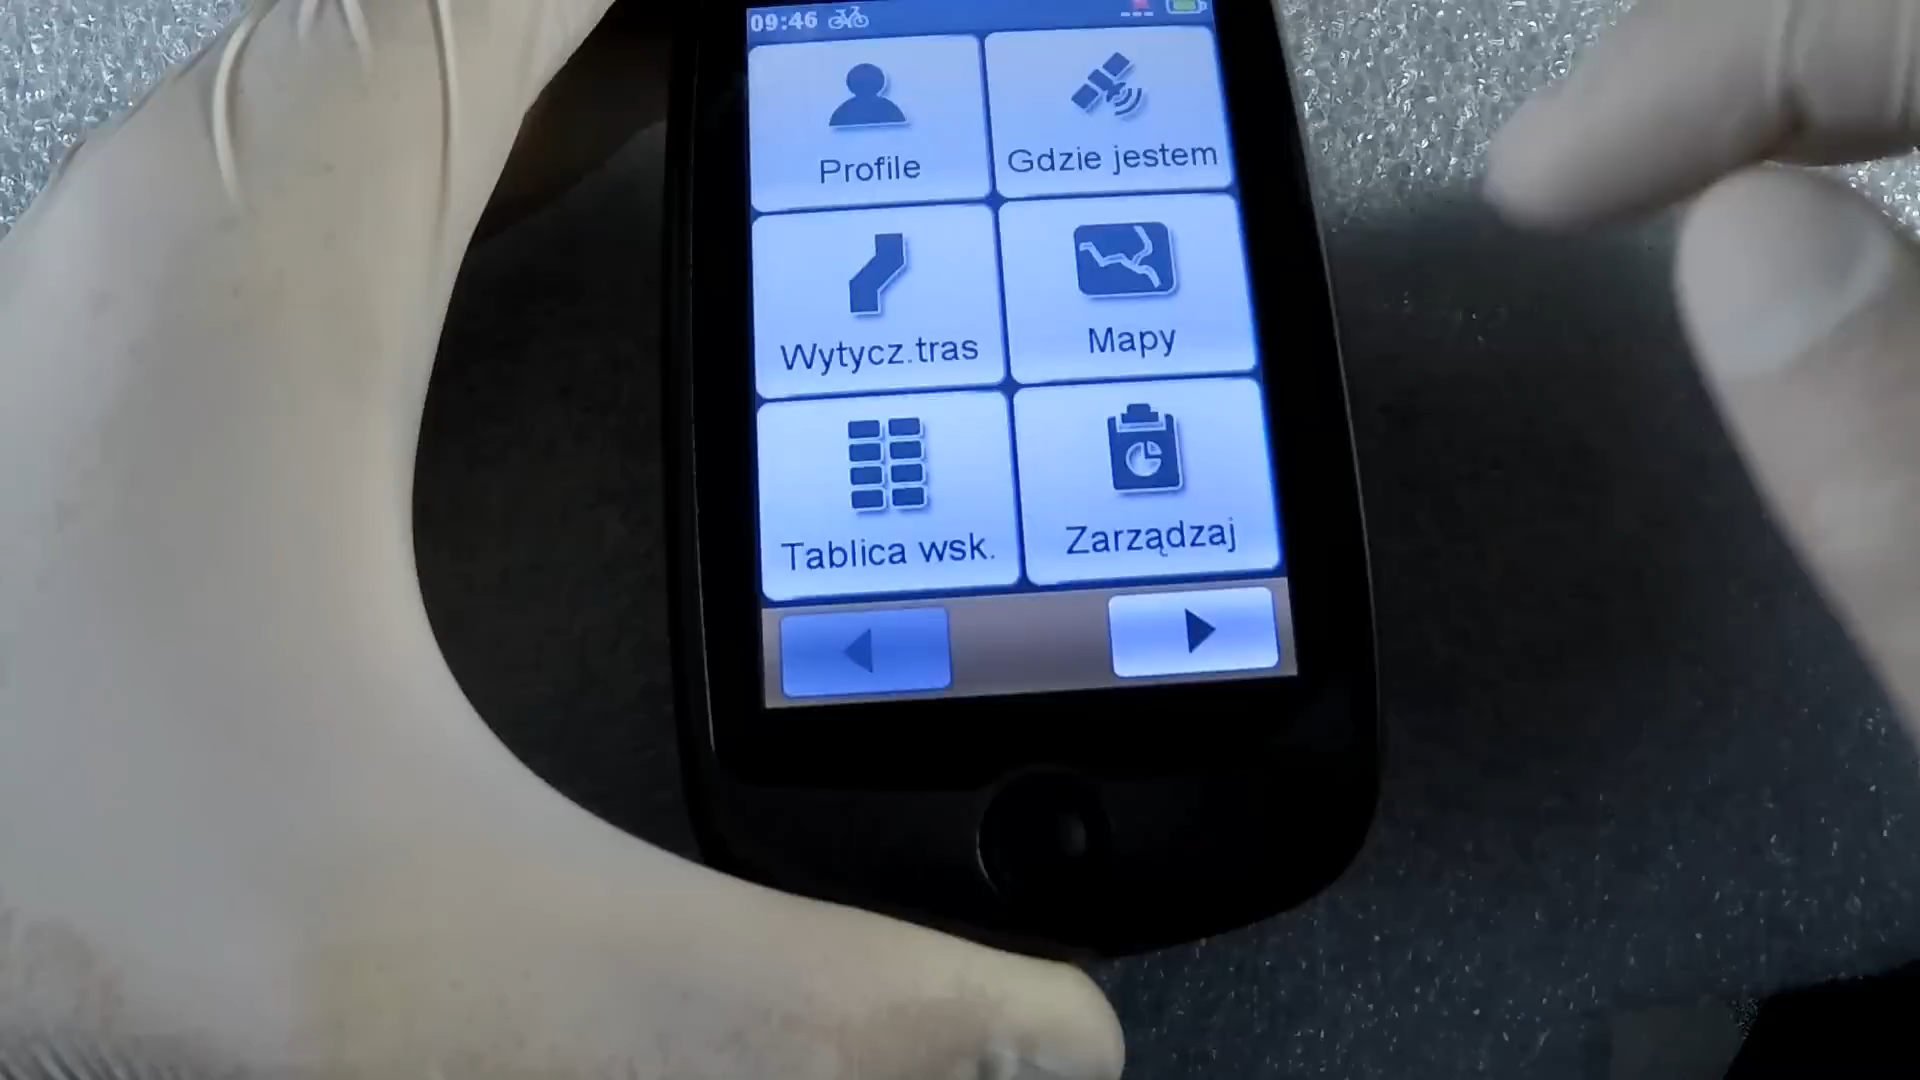 09:46
Profile
Gdzie jestem
Wytycz.tras
Mapy
Tablica wsk.
Zarządzaj